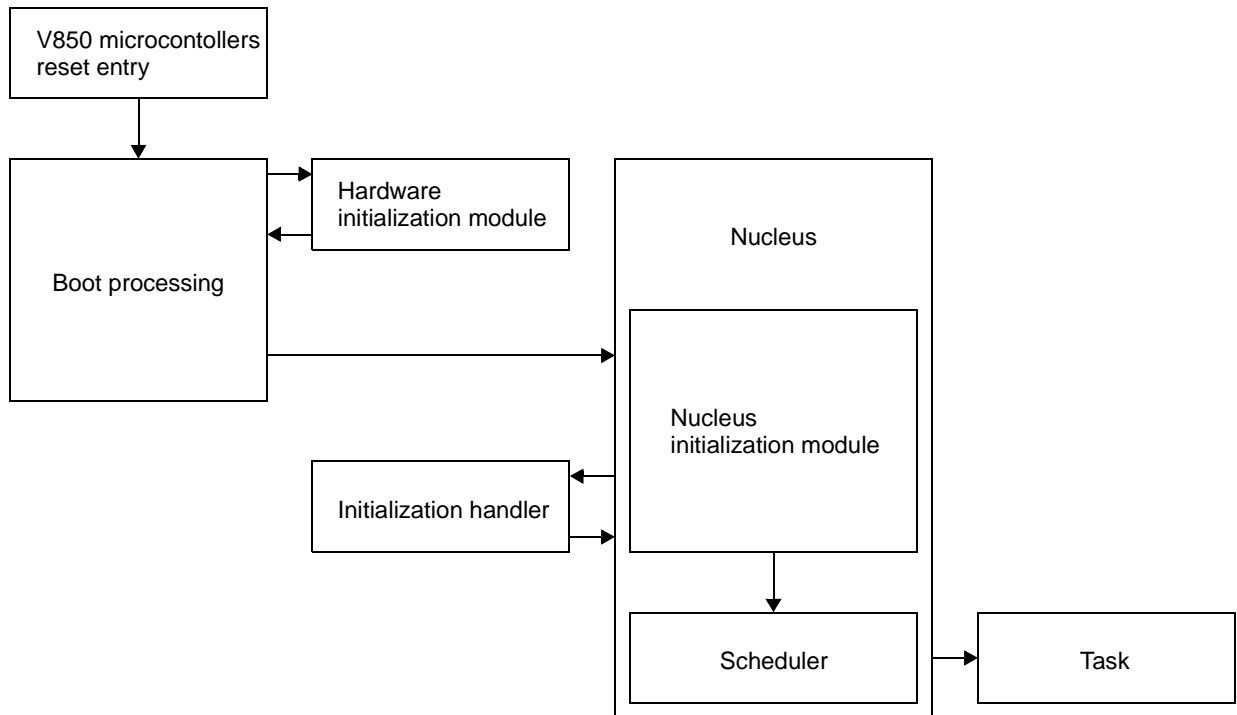 V850 microcontollers
reset entry
Hardware
initialization module
Nucleus
Boot processing
Nucleus
initialization module
Initialization handler
Scheduler
Task